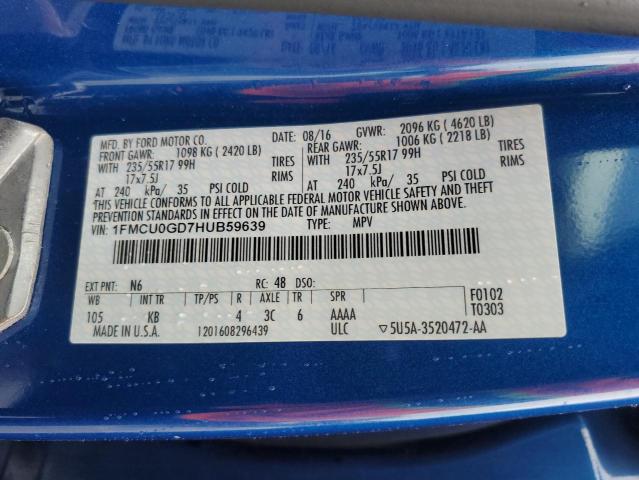 MFD. BY FORD MOTOR CO. DATE: 08/16 GVWR: 2096 KG ( 4620 LB)
FRONT GAWR: 1098 KG ( 2420 LB) REAR GAWR: 1006 KG ( 2218 LB)
WITH 235/55R17 99H TIRES WITH 235/55R17 99H TIRES
17x7.5J RIMS 17x7.5J RIMS
AT 240 kPa/ 35 PSI COLD AT 240 kPa/ 35 PSI COLD
THIS VEHICLE CONFORMS TO ALL APPLICABLE FEDERAL MOTOR VEHICLE SAFETY AND THEFT
PREVENTION STANDARDS IN EFFECT ON THE DATE OF MANUFACTURE SHOWN ABOVE.
VIN: 1FMCU0GD7HUB59639 TYPE: MPV
EXT PNT: N6 RC: 48 DSO:
WB INT TR TP/PS R AXLE TR SPR
105 KB 4 3C 6 AAAA
F0102
T0303
MADE IN U.S.A. 1201608296439 ULC ▽5U5A-3520472-AA